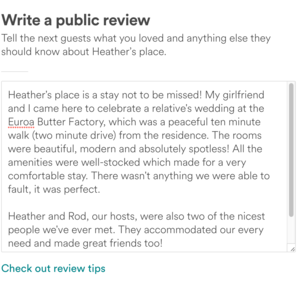 Write a public review
Tell the next guests what you loved and anything else they
should know about Heather's place.
Heather's place is a stay not to be missed! My girlfriend
and I came here to celebrate a relative's wedding at the
Euroa Butter Factory, which was a peaceful ten minute
walk (two minute drive) from the residence. The rooms
were beautiful, modern and absolutely spotless! All the
amenities were well-stocked which made for a very
comfortable stay. There wasn't anything we were able to
fault, it was perfect.
Heather and Rod, our hosts, were also two of the nicest
people we've ever met. They accommodated our every
need and made great friends too!
Check out review tips